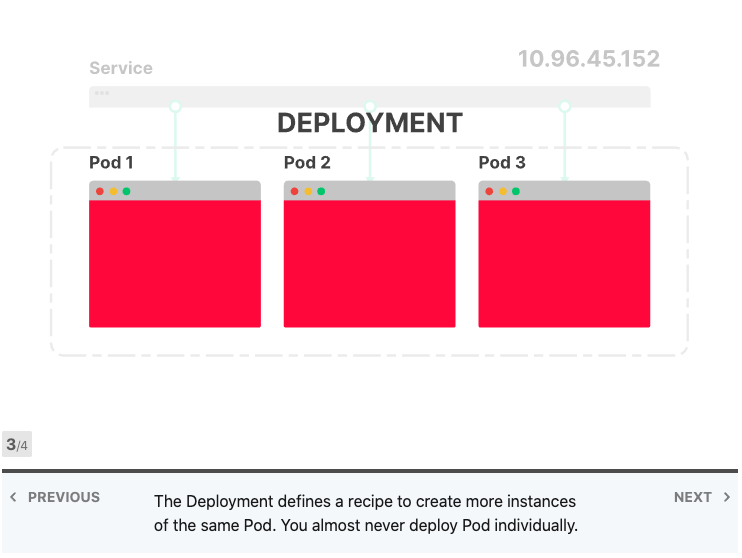 Service
10.96.45.152
DEPLOYMENT
Pod 1
Pod 2
Pod 3
3/4
PREVIOUS
The Deployment defines a recipe to create more instances
of the same Pod. You almost never deploy Pod individually.
NEXT